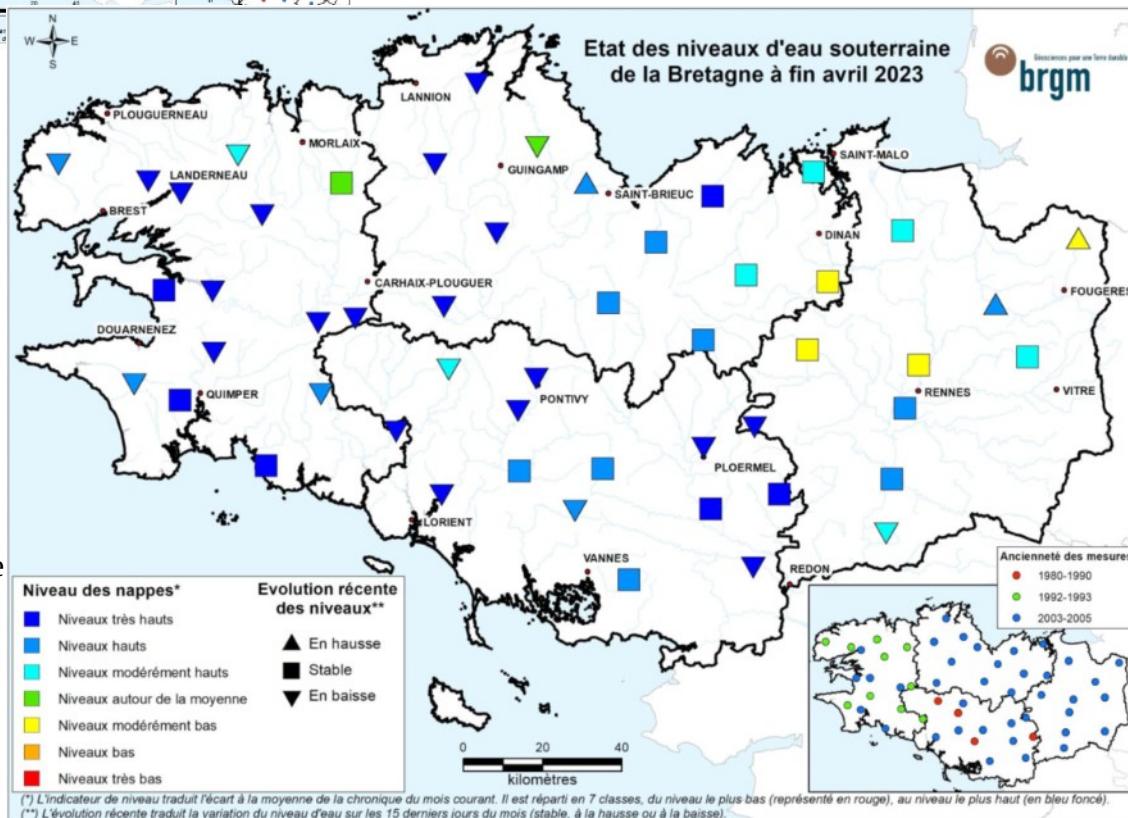 Etat des niveaux d'eau souterraine
de la Bretagne à fin avril 2023
Géosciences pour une Terre durable
brgm
N
W
E
S
LANNION
PLOUGUERNEAU
MORLAIX
SAINT-MALO
GUINGAMP
LANDERNEAU
SAINT-BRIEUC
BREST
DINAN
CARHAIX-PLOUGUER
FOUGERES
DOUARNENEZ
QUIMPER
PONTIVY
RENNES
VITRE
PLOERMEL
LORIENT
VANNES
REDON
e
Niveau des nappes*
Niveaux très hauts
Niveaux hauts
Niveaux modérément hauts
Niveaux autour de la moyenne
Niveaux modérément bas
Niveaux bas
Niveaux très bas
Evolution récente
des niveaux**
En hausse
Stable
En baisse
0 20 40
kilomètres
Ancienneté des mesures
1980-1990
1992-1993
2003-2005
(*) L'indicateur de niveau traduit l'écart à la moyenne de la chronique du mois courant. Il est réparti en 7 classes, du niveau le plus bas (représenté en rouge), au niveau le plus haut (en bleu foncé).
(**) L'évolution récente traduit la variation du niveau d'eau sur les 15 derniers jours du mois (stable, à la hausse ou à la baisse).